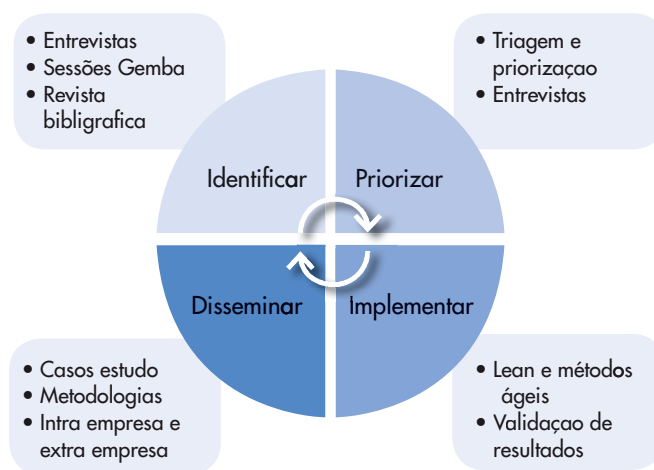 • Entrevistas
• Sessões Gemba
• Revista
bibligrafica
• Triagem e
priorizaçao
• Entrevistas
Identificar
Priorizar
Disseminar
Implementar
• Casos estudo
• Metodologias
• Intra empresa e
extra empresa
• Lean e métodos
ágeis
• Validaçao de
resultados